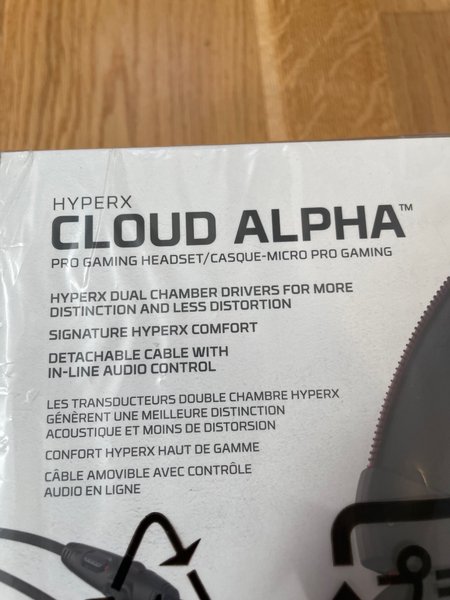 HYPERX
CLOUD ALPHA™
PRO GAMING HEADSET/CASQUE-MICRO PRO GAMING
HYPERX DUAL CHAMBER DRIVERS FOR MORE
DISTINCTION AND LESS DISTORTION
SIGNATURE HYPERX COMFORT
DETACHABLE CABLE WITH
IN-LINE AUDIO CONTROL
LES TRANSDUCTEURS DOUBLE CHAMBRE HYPERX
GÉNÈRENT UNE MEILLEURE DISTINCTION
ACOUSTIQUE ET MOINS DE DISTORSION
CONFORT HYPERX HAUT DE GAMME
CÂBLE AMOVIBLE AVEC CONTRÔLE
AUDIO EN LIGNE